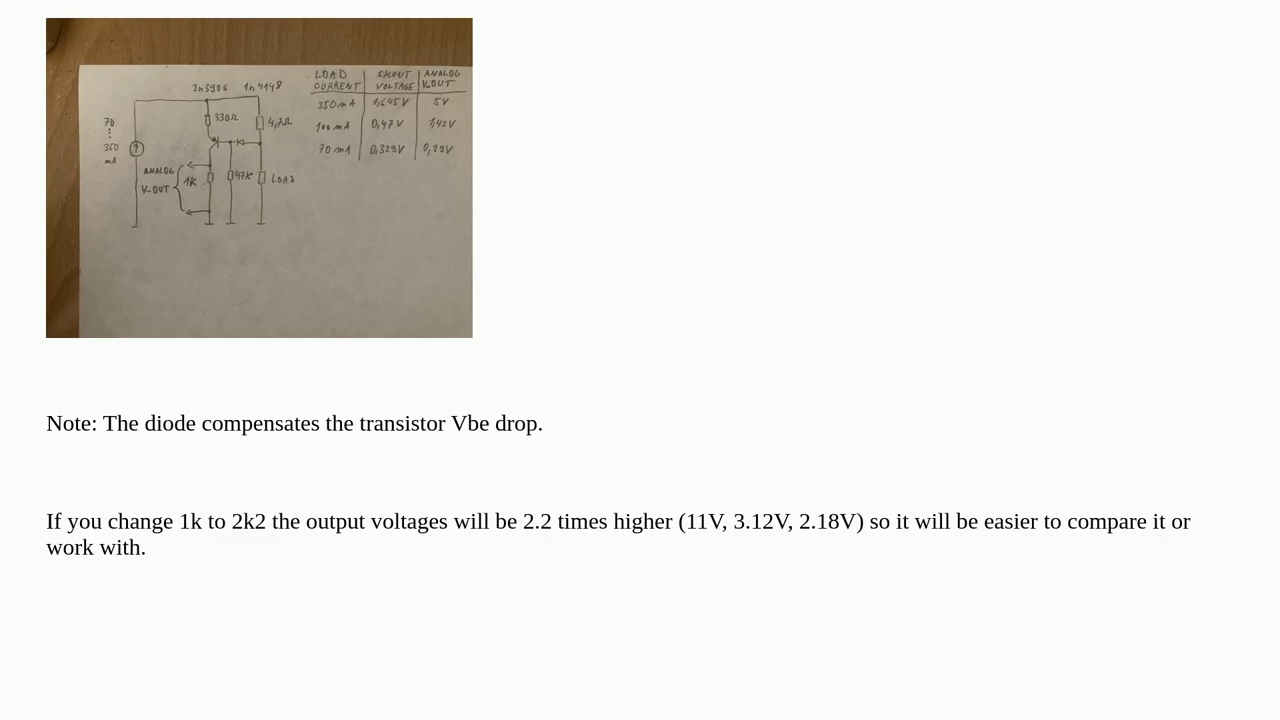 2n3906 1n4148
330Ω
4,7Ω
70
350
mA
ANALOG
V-OUT
1K
47K
LOAD
LOAD CURRENT SHUNT VOLTAGE ANALOG V-OUT
350mA 1,645V 5V
100mA 0,47V 1,42V
70mA 0,329V 0,99V
Note: The diode compensates the transistor Vbe drop.
If you change 1k to 2k2 the output voltages will be 2.2 times higher (11V, 3.12V, 2.18V) so it will be easier to compare it or
work with.